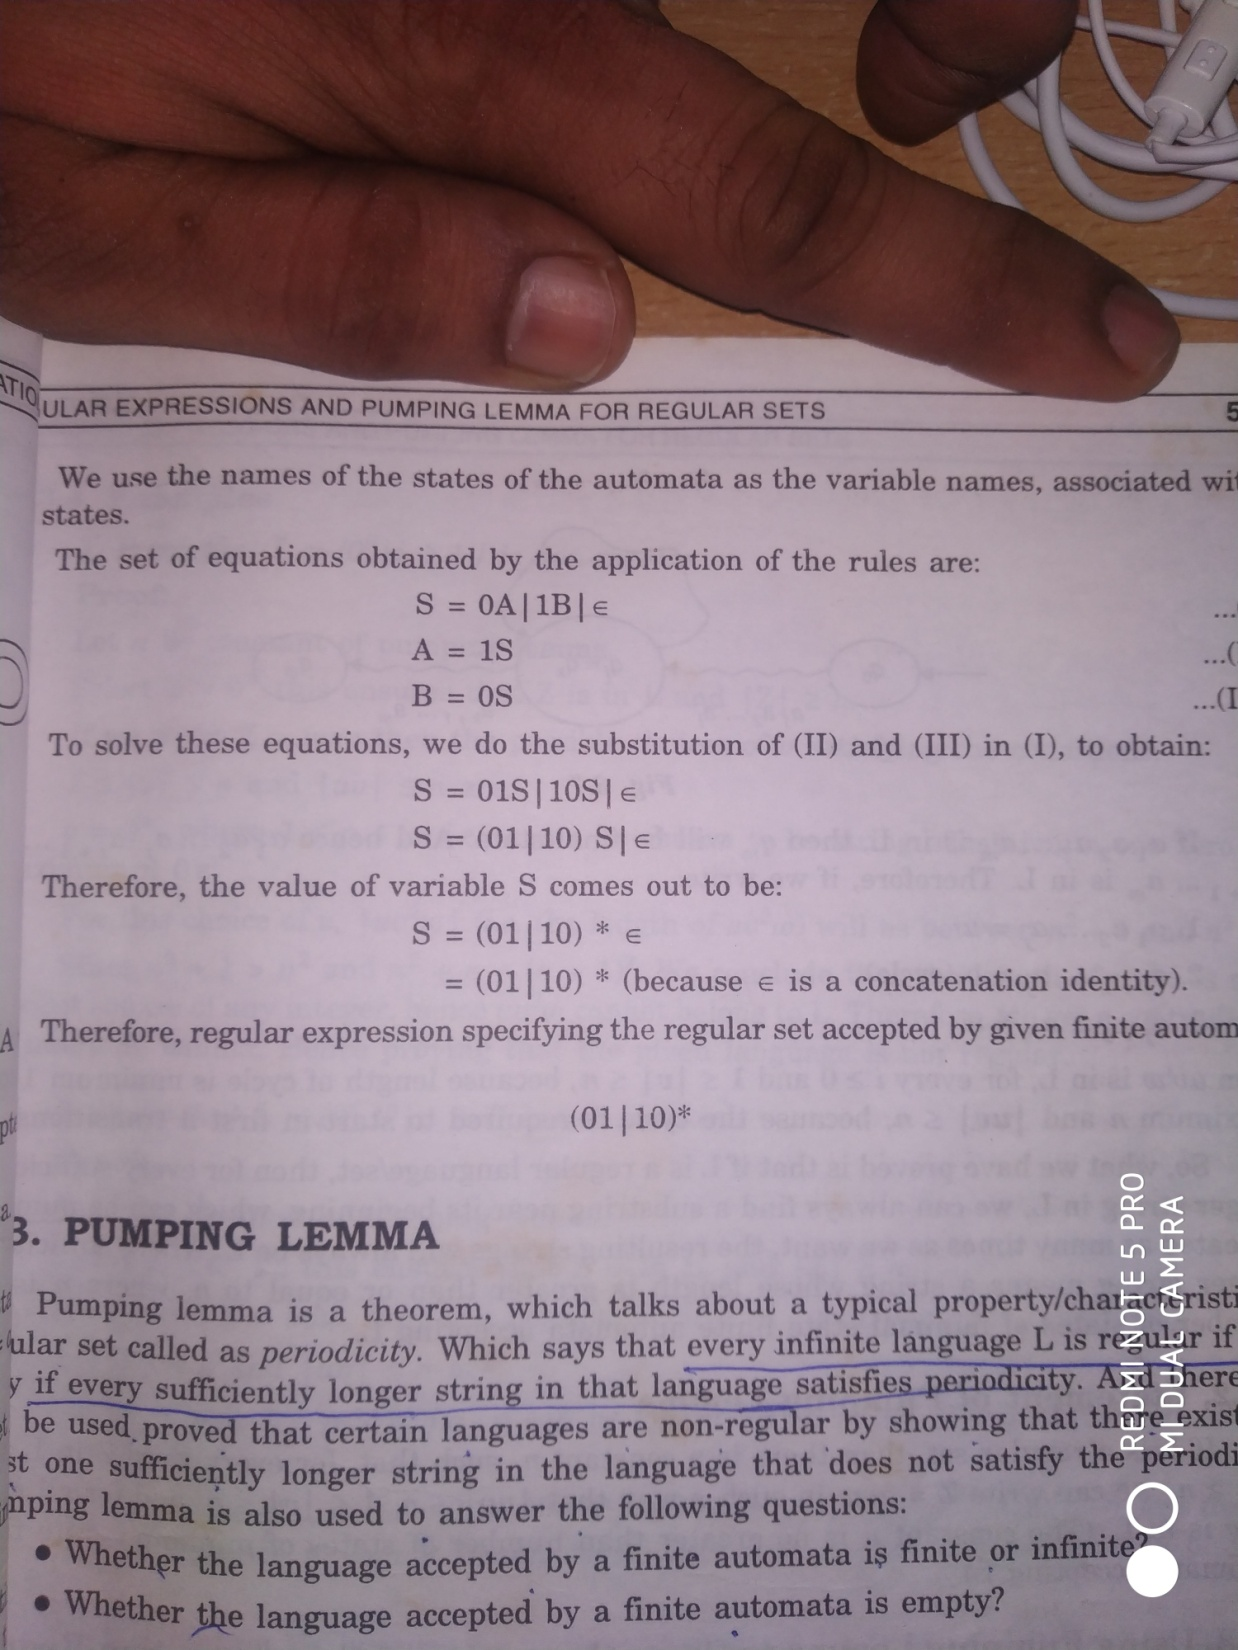 ULAR EXPRESSIONS AND PUMPING LEMMA FOR REGULAR SETS 5
We use the names of the states of the automata as the variable names, associated wi
states.
The set of equations obtained by the application of the rules are:
S = 0A|1B|∈ ...
A = 1S ...(
B = 0S ...(I
To solve these equations, we do the substitution of (II) and (III) in (I), to obtain:
S = 01S|10S|∈
S = (01|10) S|∈
Therefore, the value of variable S comes out to be:
S = (01|10) * ∈
= (01|10) * (because ∈ is a concatenation identity).
Therefore, regular expression specifying the regular set accepted by given finite autom
(01|10)*
3. PUMPING LEMMA
Pumping lemma is a theorem, which talks about a typical property/characteristi
ular set called as periodicity. Which says that every infinite language L is regular if
y if every sufficiently longer string in that language satisfies periodicity. And there
be used proved that certain languages are non-regular by showing that there exist
st one sufficiently longer string in the language that does not satisfy the periodi
mping lemma is also used to answer the following questions:
• Whether the language accepted by a finite automata is finite or infinite?
• Whether the language accepted by a finite automata is empty?
REDMI NOTE 5 PRO
MI DUAL CAMERA